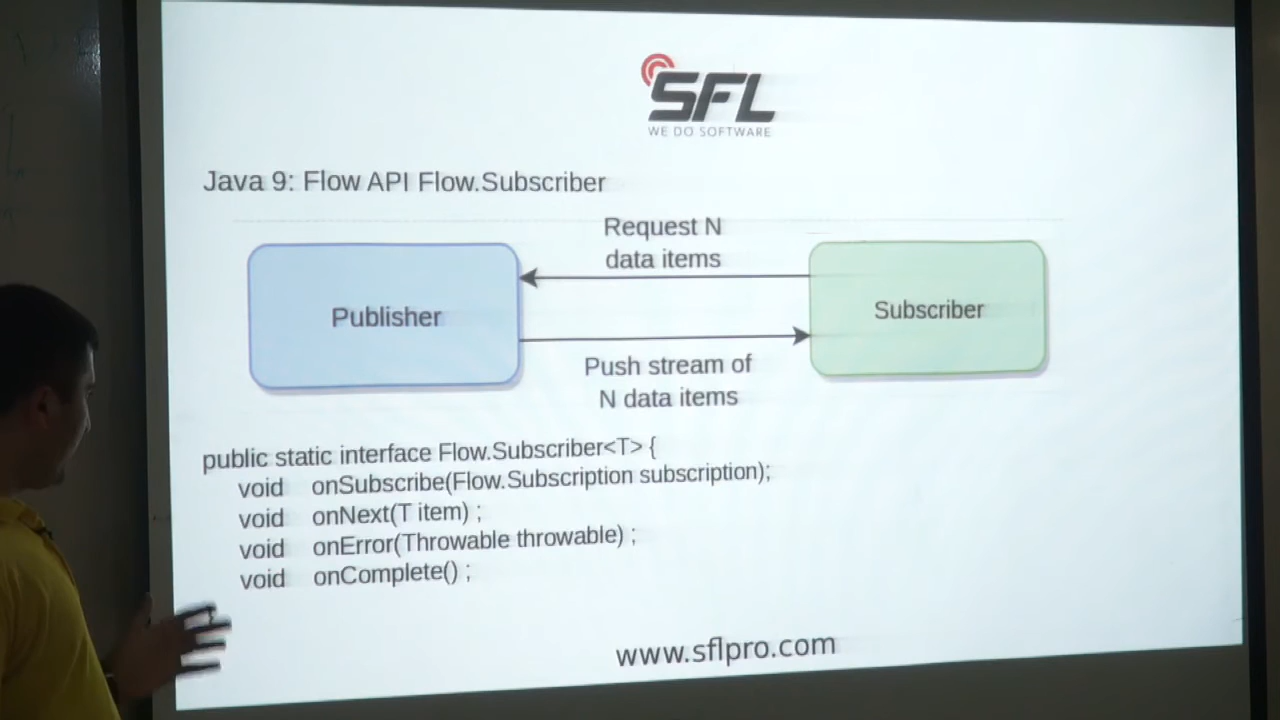 SFL
WE DO SOFTWARE
Java 9: Flow API Flow.Subscriber
Request N
data items
Publisher
Subscriber
Push stream of
N data items
public static interface Flow.Subscriber<T> {
void onSubscribe(Flow.Subscription subscription);
void onNext(T item) ;
void onError(Throwable throwable) ;
void onComplete() ;
www.sflpro.com